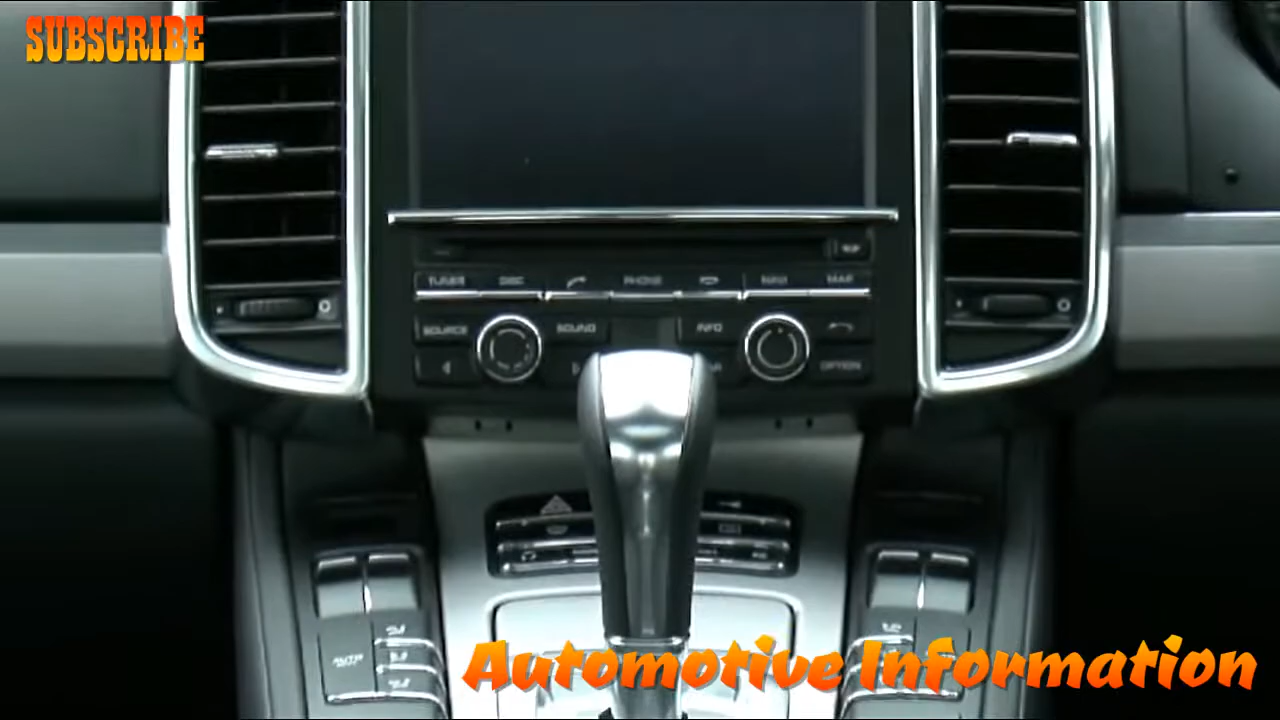 SUBSCRIBE
TUNER DISC PHONE NAVI MAP
SOURCE SOUND INFO
OPTION
AUTO
Automotive Information